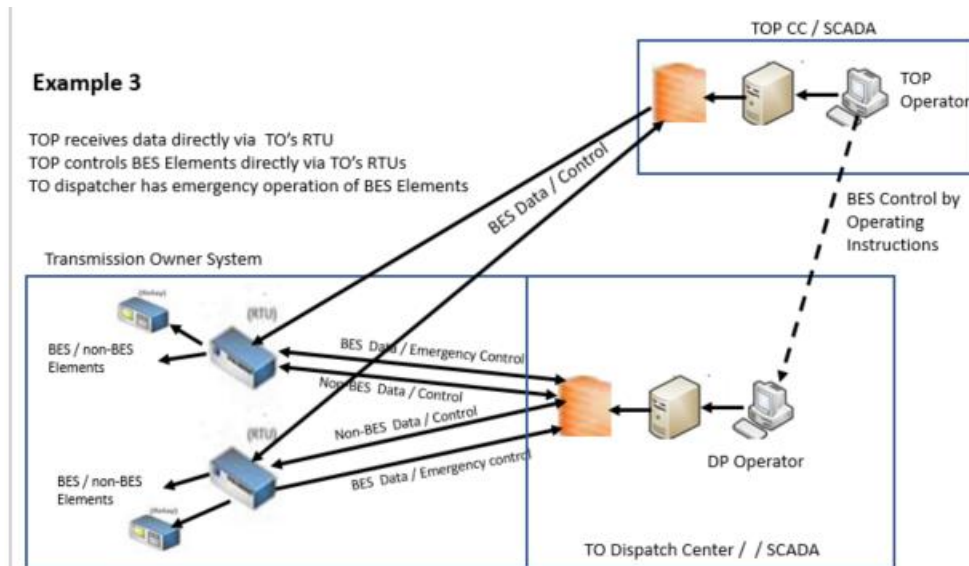 TOP CC / SCADA
Example 3
TOP
Operator
TOP receives data directly via TO's RTU
TOP controls BES Elements directly via TO's RTUs
TO dispatcher has emergency operation of BES Elements
BES Data / Control
BES Control by
Operating
Instructions
Transmission Owner System
(Relay)
(RTU)
BES / non-BES
Elements
BES Data / Emergency Control
Non-BES Data / Control
Non-BES Data / Control
(RTU)
BES Data / Emergency control
BES / non-BES
Elements
(Relay)
DP Operator
TO Dispatch Center / / SCADA